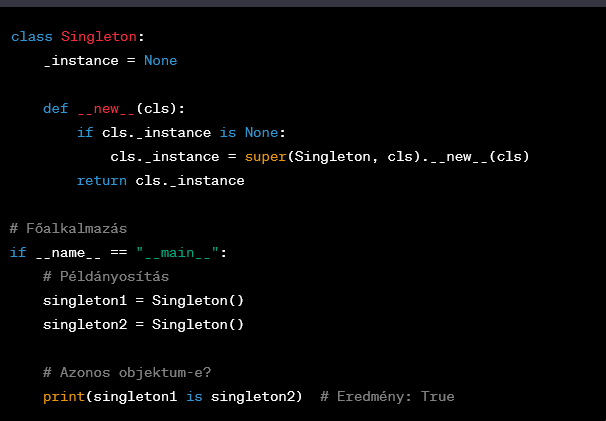 class Singleton:
    _instance = None
    def __new__(cls):
        if cls._instance is None:
            cls._instance = super(Singleton, cls).__new__(cls)
        return cls._instance
# Főalkalmazás
if __name__ == "__main__":
    # Példányosítás
    singleton1 = Singleton()
    singleton2 = Singleton()
    # Azonos objektum-e?
    print(singleton1 is singleton2)  # Eredmény: True